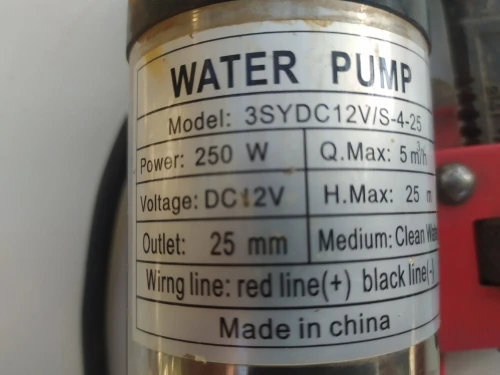 WATER PUMP
Model: 3SYDC12V/S-4-25
Power: 250 W Q.Max: 5 m³/h
Voltage: DC12V H.Max: 25 m
Outlet: 25 mm Medium: Clean
Wirng line: red line(+) black line(-)
Made in china